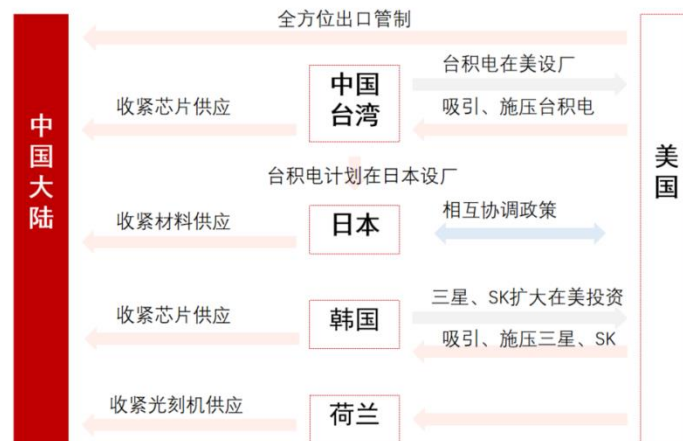 全方位出口管制
中国大陆
美国
中国
台湾
台积电在美设厂
收紧芯片供应
吸引、施压台积电
台积电计划在日本设厂
收紧材料供应
日本
相互协调政策
三星、SK扩大在美投资
收紧芯片供应
韩国
吸引、施压三星、SK
收紧光刻机供应
荷兰